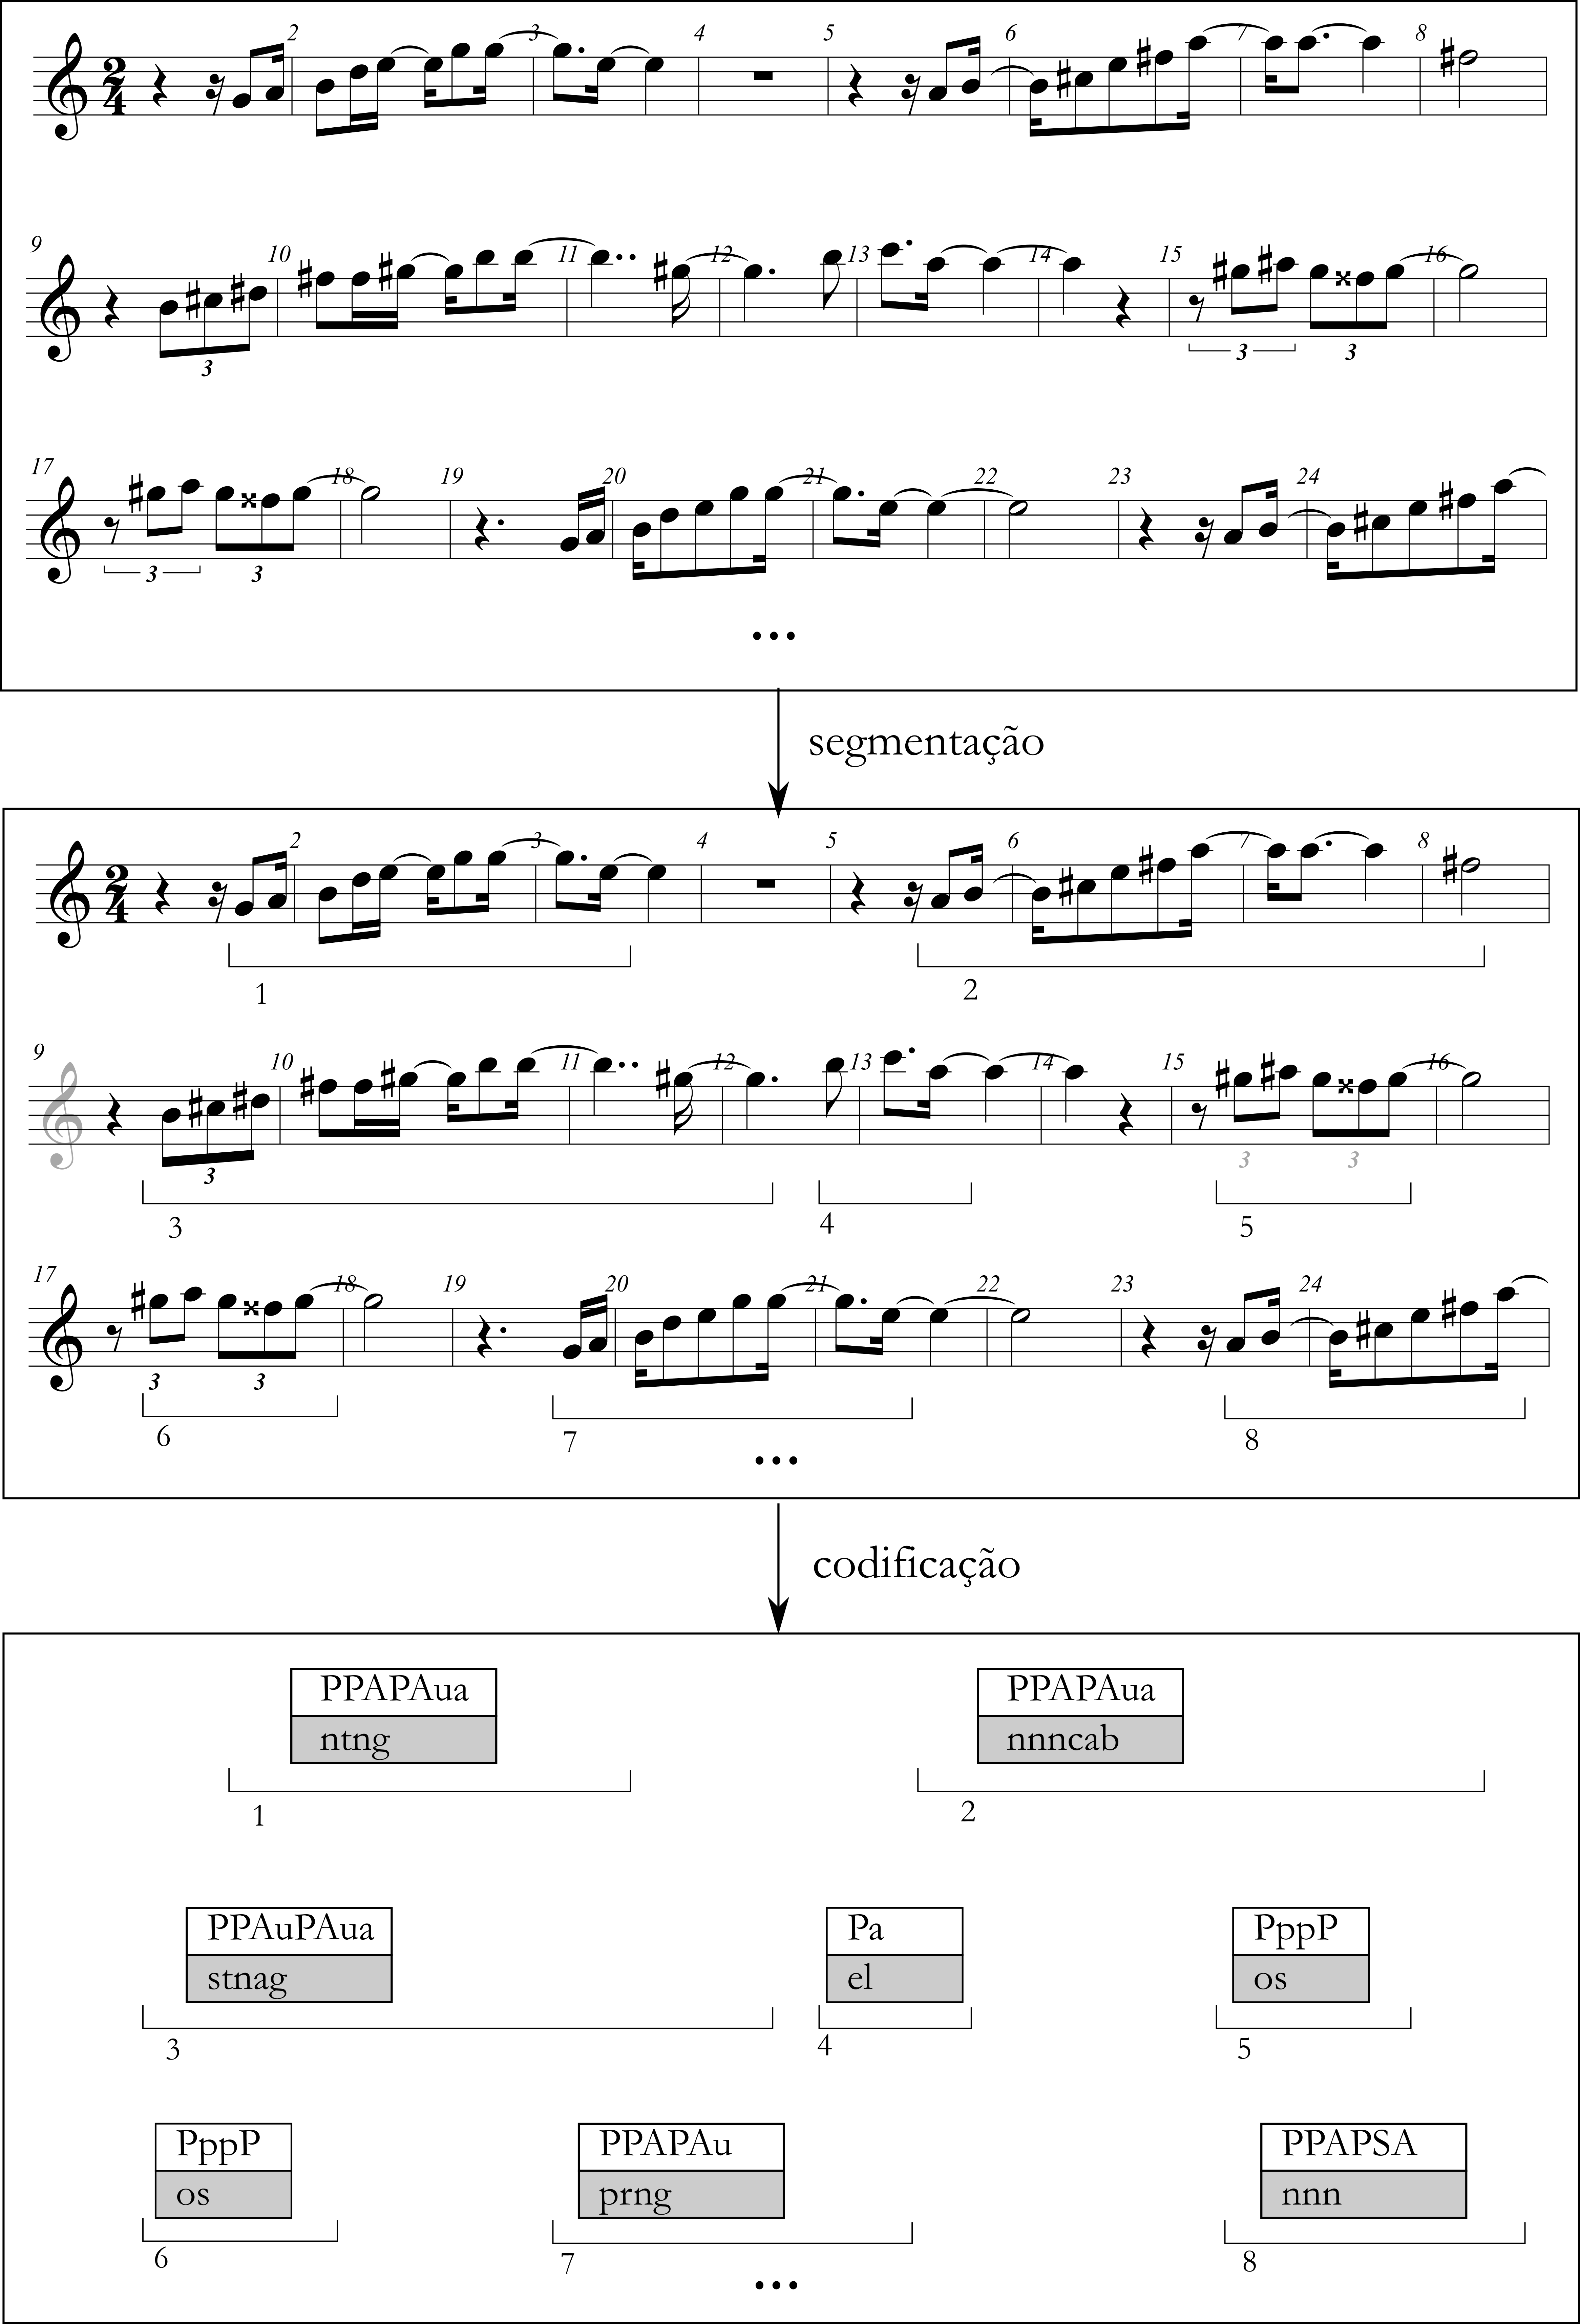 2 3 4 5 6 7 8
2
4
9 10 11 12 13 14 15 16
3 3 3
17 18 19 20 21 22 23 24
3 3
...
segmentação
2 3 4 5 6 7 8
2
4
1 2
9 10 11 12 13 14 15 16
3 3 3
3 4 5
17 18 19 20 21 22 23 24
3 3
6 7 8
...
codificação
PPAPAua PPAPAua
ntng nnncab
1 2
PPAuPAua Pa PppP
stnag el os
3 4 5
PppP PPAPAu PPAPSA
os prng nnn
6 7 8
...